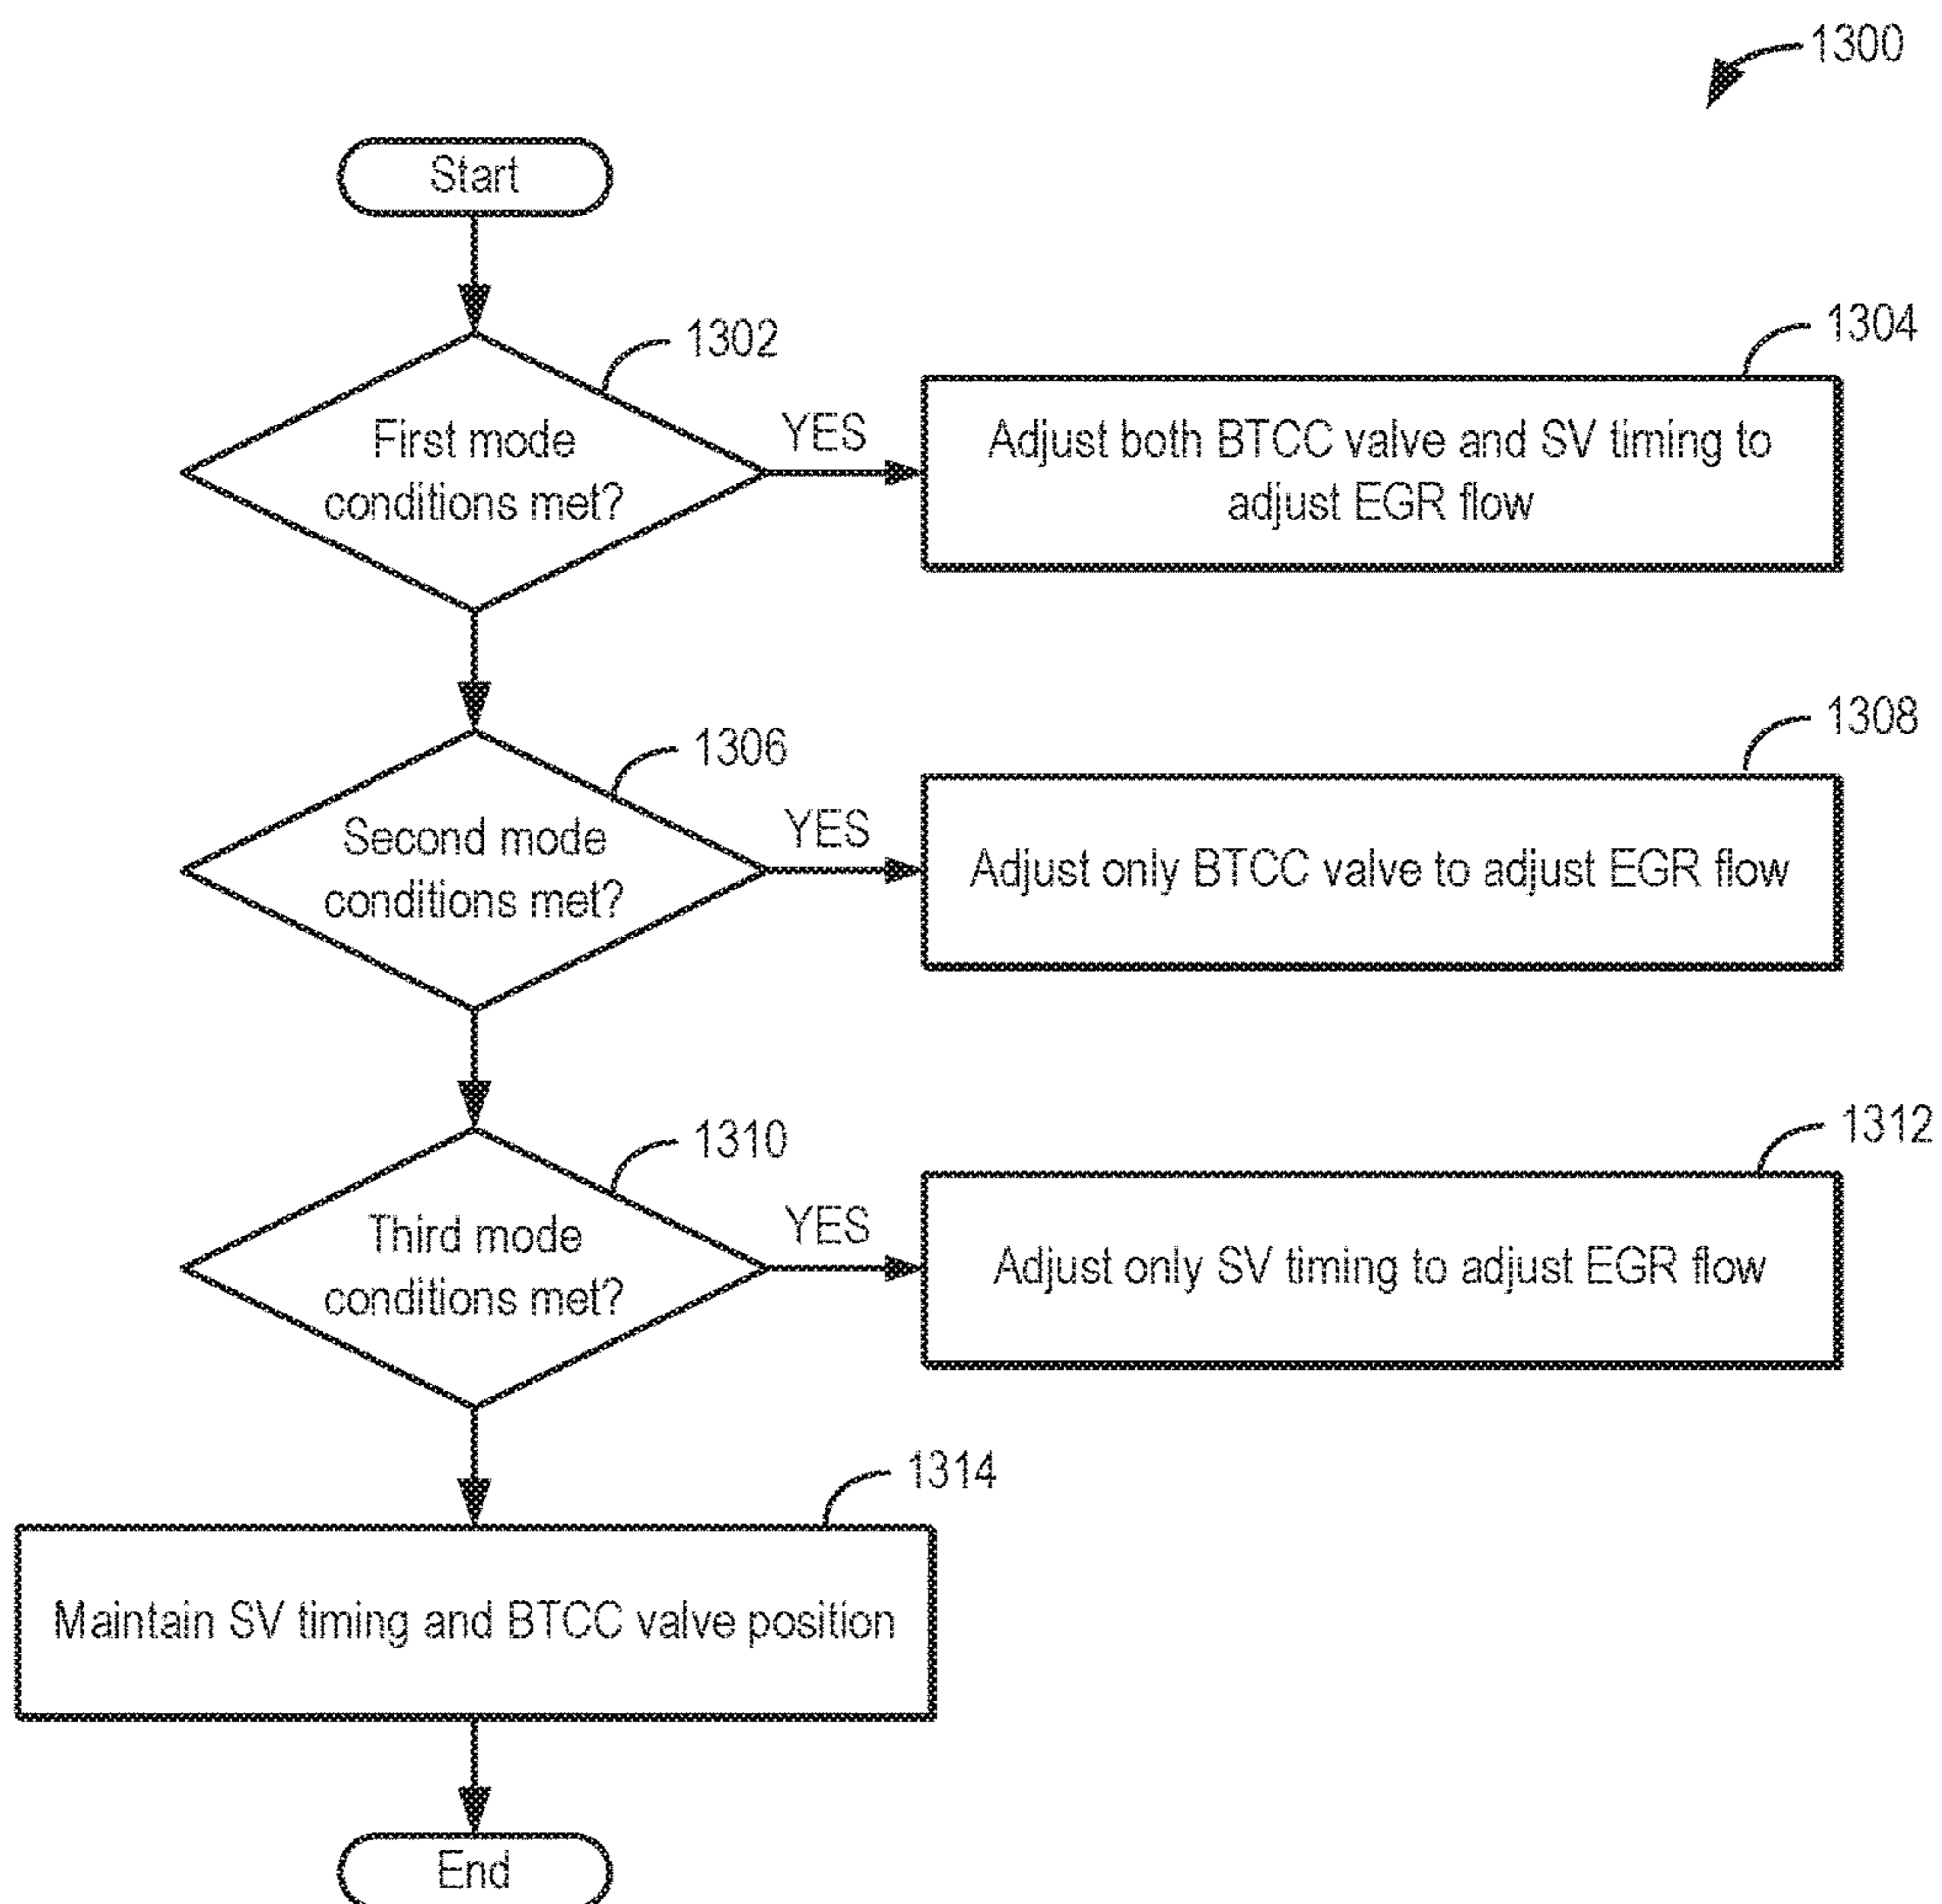 1300
Start
1302
First mode
conditions met?
YES
1304
Adjust both BTCC valve and SV timing to
adjust EGR flow
1306
Second mode
conditions met?
YES
1308
Adjust only BTCC valve to adjust EGR flow
1310
Third mode
conditions met?
YES
1312
Adjust only SV timing to adjust EGR flow
1314
Maintain SV timing and BTCC valve position
End